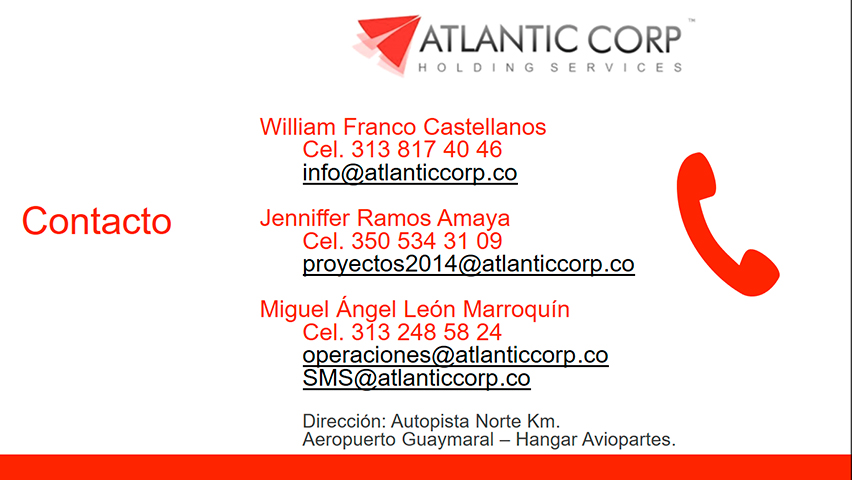 ATLANTIC CORP™
HOLDING SERVICES
William Franco Castellanos
Cel. 313 817 40 46
info@atlanticcorp.co
Contacto
Jenniffer Ramos Amaya
Cel. 350 534 31 09
proyectos2014@atlanticcorp.co
Miguel Ángel León Marroquín
Cel. 313 248 58 24
operaciones@atlanticcorp.co
SMS@atlanticcorp.co
Dirección: Autopista Norte Km.
Aeropuerto Guaymaral – Hangar Aviopartes.